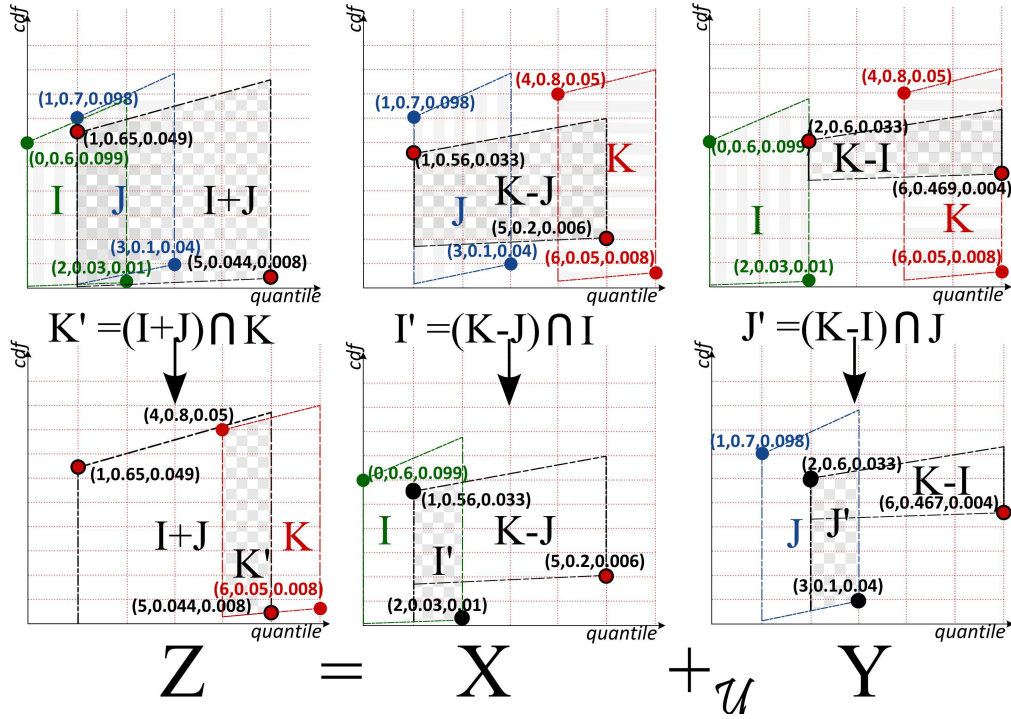 cdf
(1,0.7,0.098)
(1,0.65,0.049)
(0,0.6,0.099)
I
J
I+J
(3,0.1,0.04)
(2,0.03,0.01)
(5,0.044,0.008)
quantile
K' =(I+J)∩K
cdf
(4,0.8,0.05)
(1,0.7,0.098)
(1,0.56,0.033)
K
K-J
J
(5,0.2,0.006)
(3,0.1,0.04)
(6,0.05,0.008)
quantile
I' =(K-J)∩I
cdf
(4,0.8,0.05)
(2,0.6,0.033)
(0,0.6,0.099
K-I
(6,0.469,0.004)
I
K
(2,0.03,0.01)
(6,0.05,0.008)
quantile
J' =(K-I)∩J
cdf
(4,0.8,0.05)
(1,0.65,0.049)
I+J
K
K'
(6,0.05,0.008)
(5,0.044,0.008)
quantile
cdf
(0,0.6,0.099)
(1,0.56,0.033)
I
K-J
I'
(5,0.2,0.006)
(2,0.03,0.01)
quantile
cdf
(1,0.7,0.098)
(2,0.6,0.033)
K-I
(6,0.467,0.004)
J
J'
(3,0.1,0.04)
quantile
Z = X +𝒰 Y